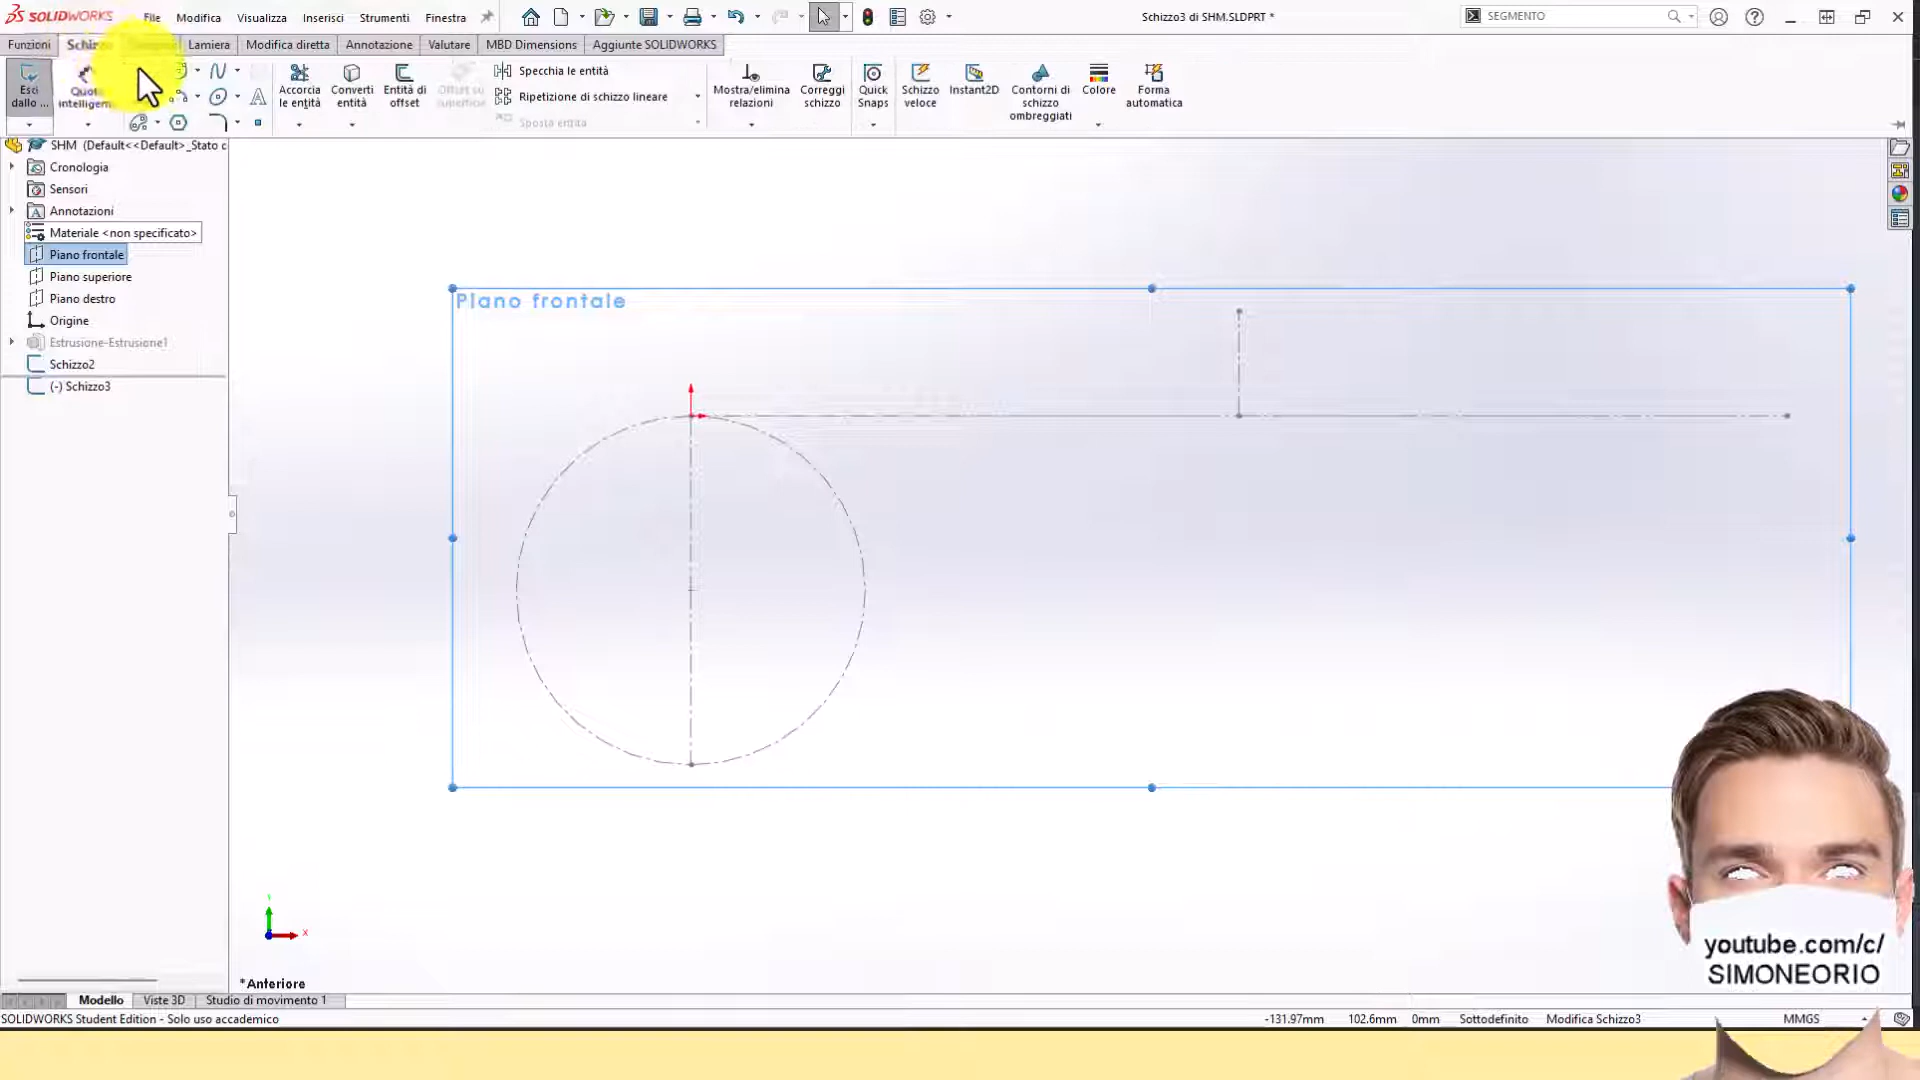 SOLIDWORKS
File
Modifica
Visualizza
Inserisci
Strumenti
Finestra
Schizzo3 di SHM.SLDPRT *
SEGMENTO
Funzioni
Lamiera
Modifica diretta
Annotazione
Valutare
MBD Dimensions
Aggiunte SOLIDWORKS
Esci
dallo ...
Accorcia
le entità
Converti
entità
Entità di
offset
Offset su
superficie
Specchia le entità
Ripetizione di schizzo lineare
Sposta entità
Mostra/elimina
relazioni
Correggi
schizzo
Quick
Snaps
Schizzo
veloce
Instant2D
Contorni di
schizzo
ombreggiati
Colore
Forma
automatica
SHM (Default<<Default>_Stato c
Cronologia
Sensori
Annotazioni
Materiale <non specificato>
Piano frontale
Piano superiore
Piano destro
Origine
Estrusione-Estrusione1
Schizzo2
(-) Schizzo3
Piano frontale
x
*Anteriore
youtube.com/c/
SIMONEORIO
Modello
Viste 3D
Studio di movimento 1
SOLIDWORKS Student Edition - Solo uso accademico
-131.97mm
102.6mm
0mm
Sottodefinito
Modifica Schizzo3
MMGS